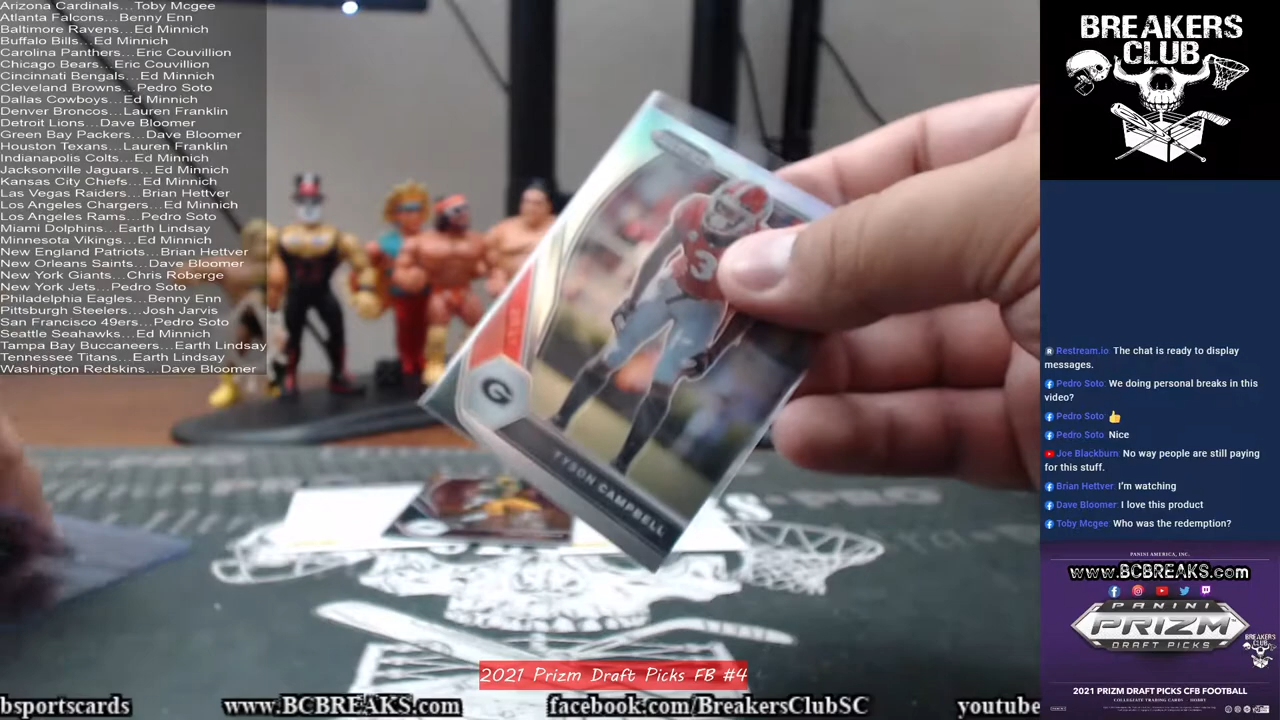 Arizona Cardinals...Toby Mcgee
Atlanta Falcons...Benny Enn
Baltimore Ravens...Ed Minnich
Buffalo Bills...Ed Minnich
Carolina Panthers...Eric Couvillion
Chicago Bears...Eric Couvillion
Cincinnati Bengals...Ed Minnich
Cleveland Browns...Pedro Soto
Dallas Cowboys...Ed Minnich
Denver Broncos...Lauren Franklin
Detroit Lions...Dave Bloomer
Green Bay Packers...Dave Bloomer
Houston Texans...Lauren Franklin
Indianapolis Colts...Ed Minnich
Jacksonville Jaguars...Ed Minnich
Kansas City Chiefs...Ed Minnich
Las Vegas Raiders...Brian Hettver
Los Angeles Chargers...Ed Minnich
Los Angeles Rams...Pedro Soto
Miami Dolphins...Earth Lindsay
Minnesota Vikings...Ed Minnich
New England Patriots...Brian Hettver
New Orleans Saints...Dave Bloomer
New York Giants...Chris Roberge
New York Jets...Pedro Soto
Philadelphia Eagles...Benny Enn
Pittsburgh Steelers...Josh Jarvis
San Francisco 49ers...Pedro Soto
Seattle Seahawks...Ed Minnich
Tampa Bay Buccaneers...Earth Lindsay
Tennessee Titans...Earth Lindsay
Washington Redskins...Dave Bloomer
G
3
TYSON CAMPBELL
2021 Prizm Draft Picks FB #4
bsportscards www.BCBREAKS facebook.com/BreakersClubSC youtube
BREAKERS
CLUB
Restream.io: The chat is ready to display
messages.
Pedro Soto: We doing personal breaks in this
video?
Pedro Soto: 👍
Pedro Soto: Nice
Joe Blackburn: No way people are still paying
for this stuff.
Brian Hettver: I'm watching
Dave Bloomer: I love this product
Toby Mcgee: Who was the redemption?
PANINI AMERICA, INC.
www.BCBREAKS.com
PANINI
PRIZM
DRAFT PICKS
BREAKERS
CLUB
2021 PRIZM DRAFT PICKS CFB FOOTBALL
COLLEGIATE TRADING CARDS HOBBY